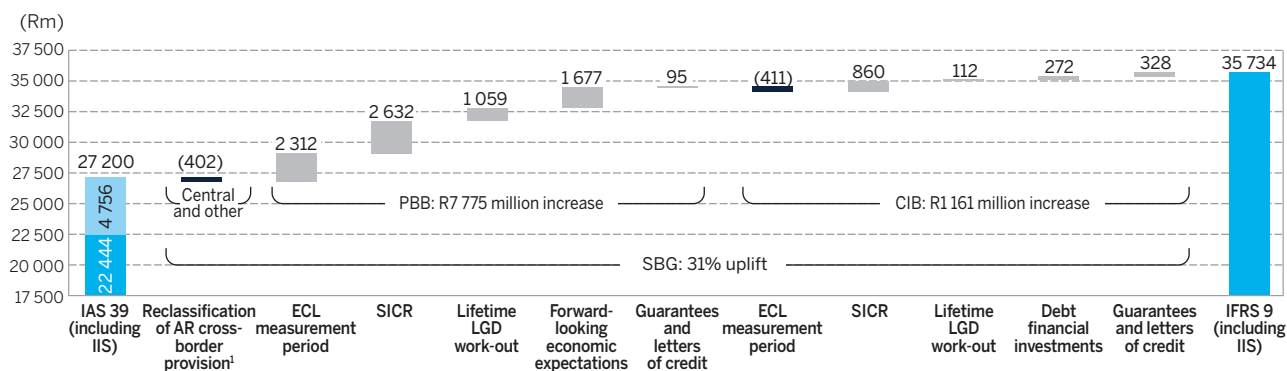 (Rm)
37 500
35 000
32 500
30 000
27 500
25 000
22 500
20 000
17 500
27 200
4 756
22 444
(402)
2 312
2 632
1 059
1 677
95
(411)
860
112
272
328
35 734
Central
and other
PBB: R7 775 million increase
CIB: R1 161 million increase
SBG: 31% uplift
IAS 39
(including
IIS)
Reclassification
of AR cross-
border
provision¹
ECL
measurement
period
SICR
Lifetime
LGD
work-out
Forward-
looking
economic
expectations
Guarantees
and
letters
of credit
ECL
measurement
period
SICR
Lifetime
LGD
work-out
Debt
financial
investments
Guarantees
and letters
of credit
IFRS 9
(including
IIS)